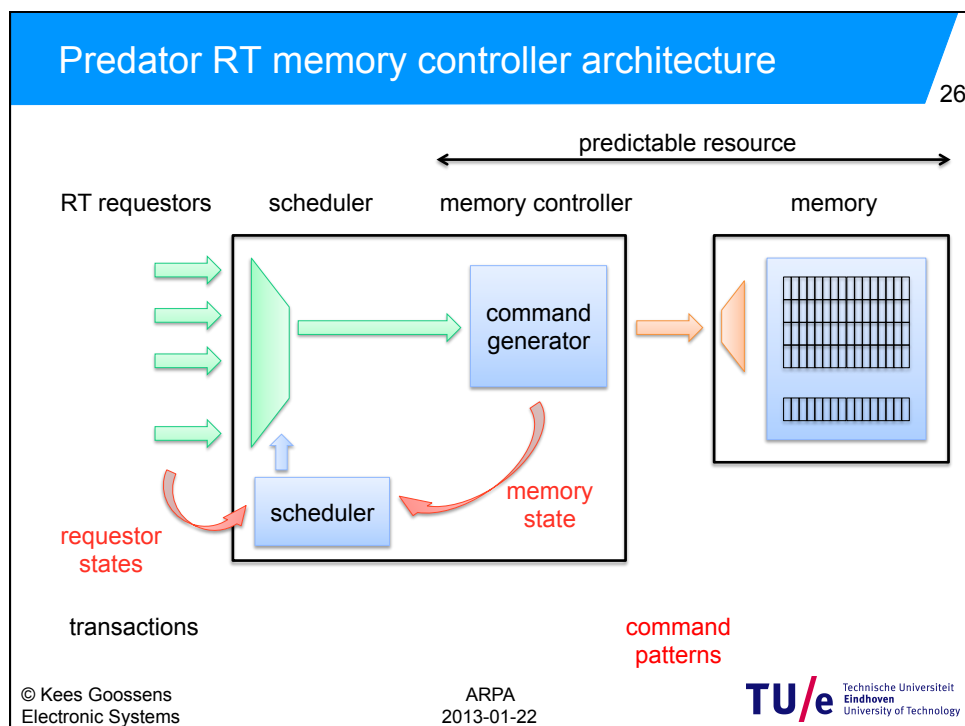 Predator RT memory controller architecture
26
predictable resource
RT requestors
scheduler
memory controller
memory
command
generator
scheduler
memory
state
requestor
states
transactions
command
patterns
© Kees Goossens
Electronic Systems
ARPA
2013-01-22
TU/e
Technische Universiteit
Eindhoven
University of Technology